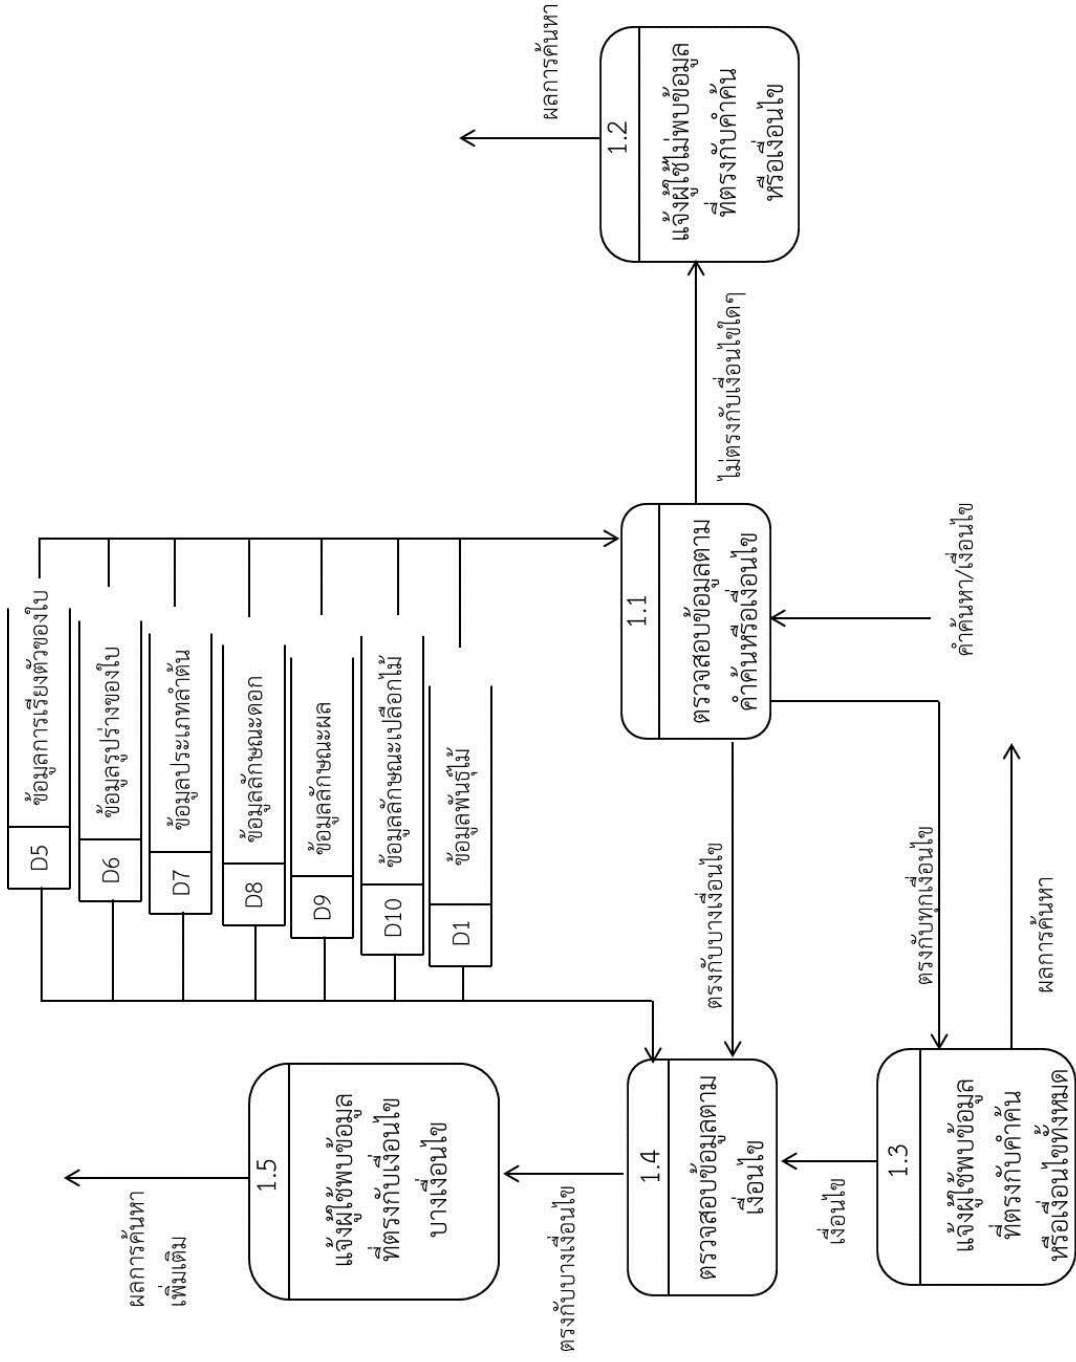 D5
ข้อมูลการเรียงตัวของใบ
D6
ข้อมูลรูปร่างของใบ
D7
ข้อมูลประเภทลำต้น
D8
ข้อมูลลักษณะดอก
D9
ข้อมูลลักษณะผล
D10
ข้อมูลลักษณะเปลือกไม้
D1
ข้อมูลพันธุ์ไม้
ผลการค้นหา
เพิ่มเติม
1.5
แจ้งผู้ใช้พบข้อมูล
ที่ตรงกับเงื่อนไข
บางเงื่อนไข
ตรงกับบางเงื่อนไข
ผลการค้นหา
1.4
ตรวจสอบข้อมูลตาม
เงื่อนไข
ตรงกับบางเงื่อนไข
1.1
ตรวจสอบข้อมูลตาม
คำค้นหรือเงื่อนไข
ไม่ตรงกับเงื่อนไขใดๆ
1.2
แจ้งผู้ใช้ไม่พบข้อมูล
ที่ตรงกับคำค้น
หรือเงื่อนไข
เงื่อนไข
ตรงกับทุกเงื่อนไข
คำค้นหา/เงื่อนไข
1.3
แจ้งผู้ใช้พบข้อมูล
ที่ตรงกับคำค้น
หรือเงื่อนไขทั้งหมด
ผลการค้นหา